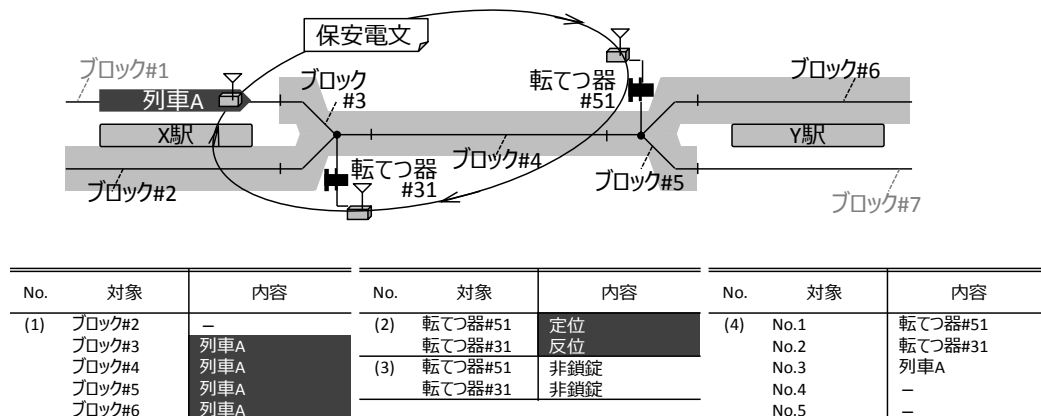 保安電文
ブロック#1
列車A
X駅
ブロック
#3
転てつ器
#51
ブロック#6
Y駅
ブロック#2
転てつ器
#31
ブロック#4
ブロック#5
ブロック#7
No. 対象 内容 No. 対象 内容 No. 対象 内容
(1) ブロック#2 – (2) 転てつ器#51 定位 (4) No.1 転てつ器#51
ブロック#3 列車A 転てつ器#31 反位 No.2 転てつ器#31
ブロック#4 列車A (3) 転てつ器#51 非鎖錠 No.3 列車A
ブロック#5 列車A 転てつ器#31 非鎖錠 No.4 –
ブロック#6 列車A No.5 –